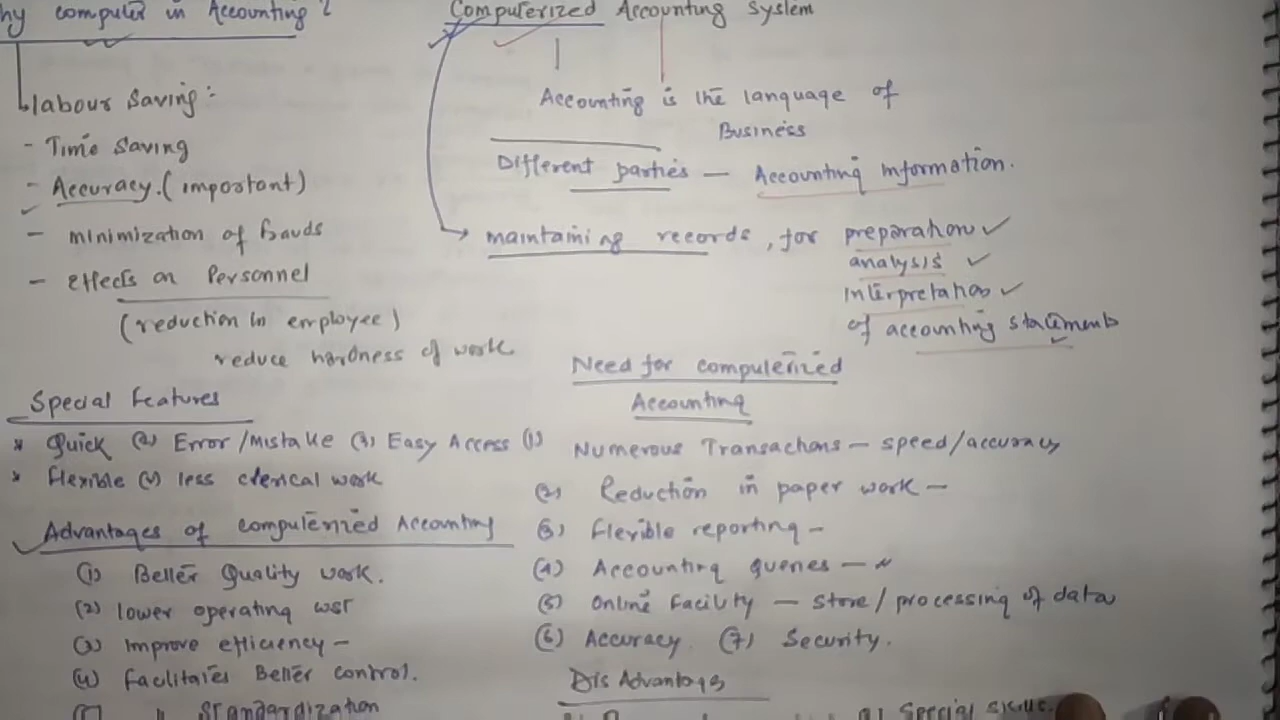 hy computer in Accounting?
labour saving:
- Time saving
- Accuracy. (important)
- minimization of frauds
- effects on Personnel
(reduction in employee)
reduce hardness of work
Special features
* Quick (2) Error/Mistake (3) Easy Access
* flexible (4) less clerical work
Advantages of computerized Accounting
(1) Better Quality work.
(2) lower operating cost
(3) Improve efficiency -
(4) facilitates Better control.
" Standardization
Computerized Accounting System
Accounting is the language of
Business
Different parties — Accounting information.
maintaining records, for preparation
analysis
interpretation
of accounting statements
Need for computerized
Accounting
(1) Numerous Transactions — speed/accuracy
(2) Reduction in paper work —
(3) flexible reporting —
(4) Accounting queries —
(5) Online Facility — store/processing of data
(6) Accuracy. (7) Security.
Dis Advantages
Special skills.